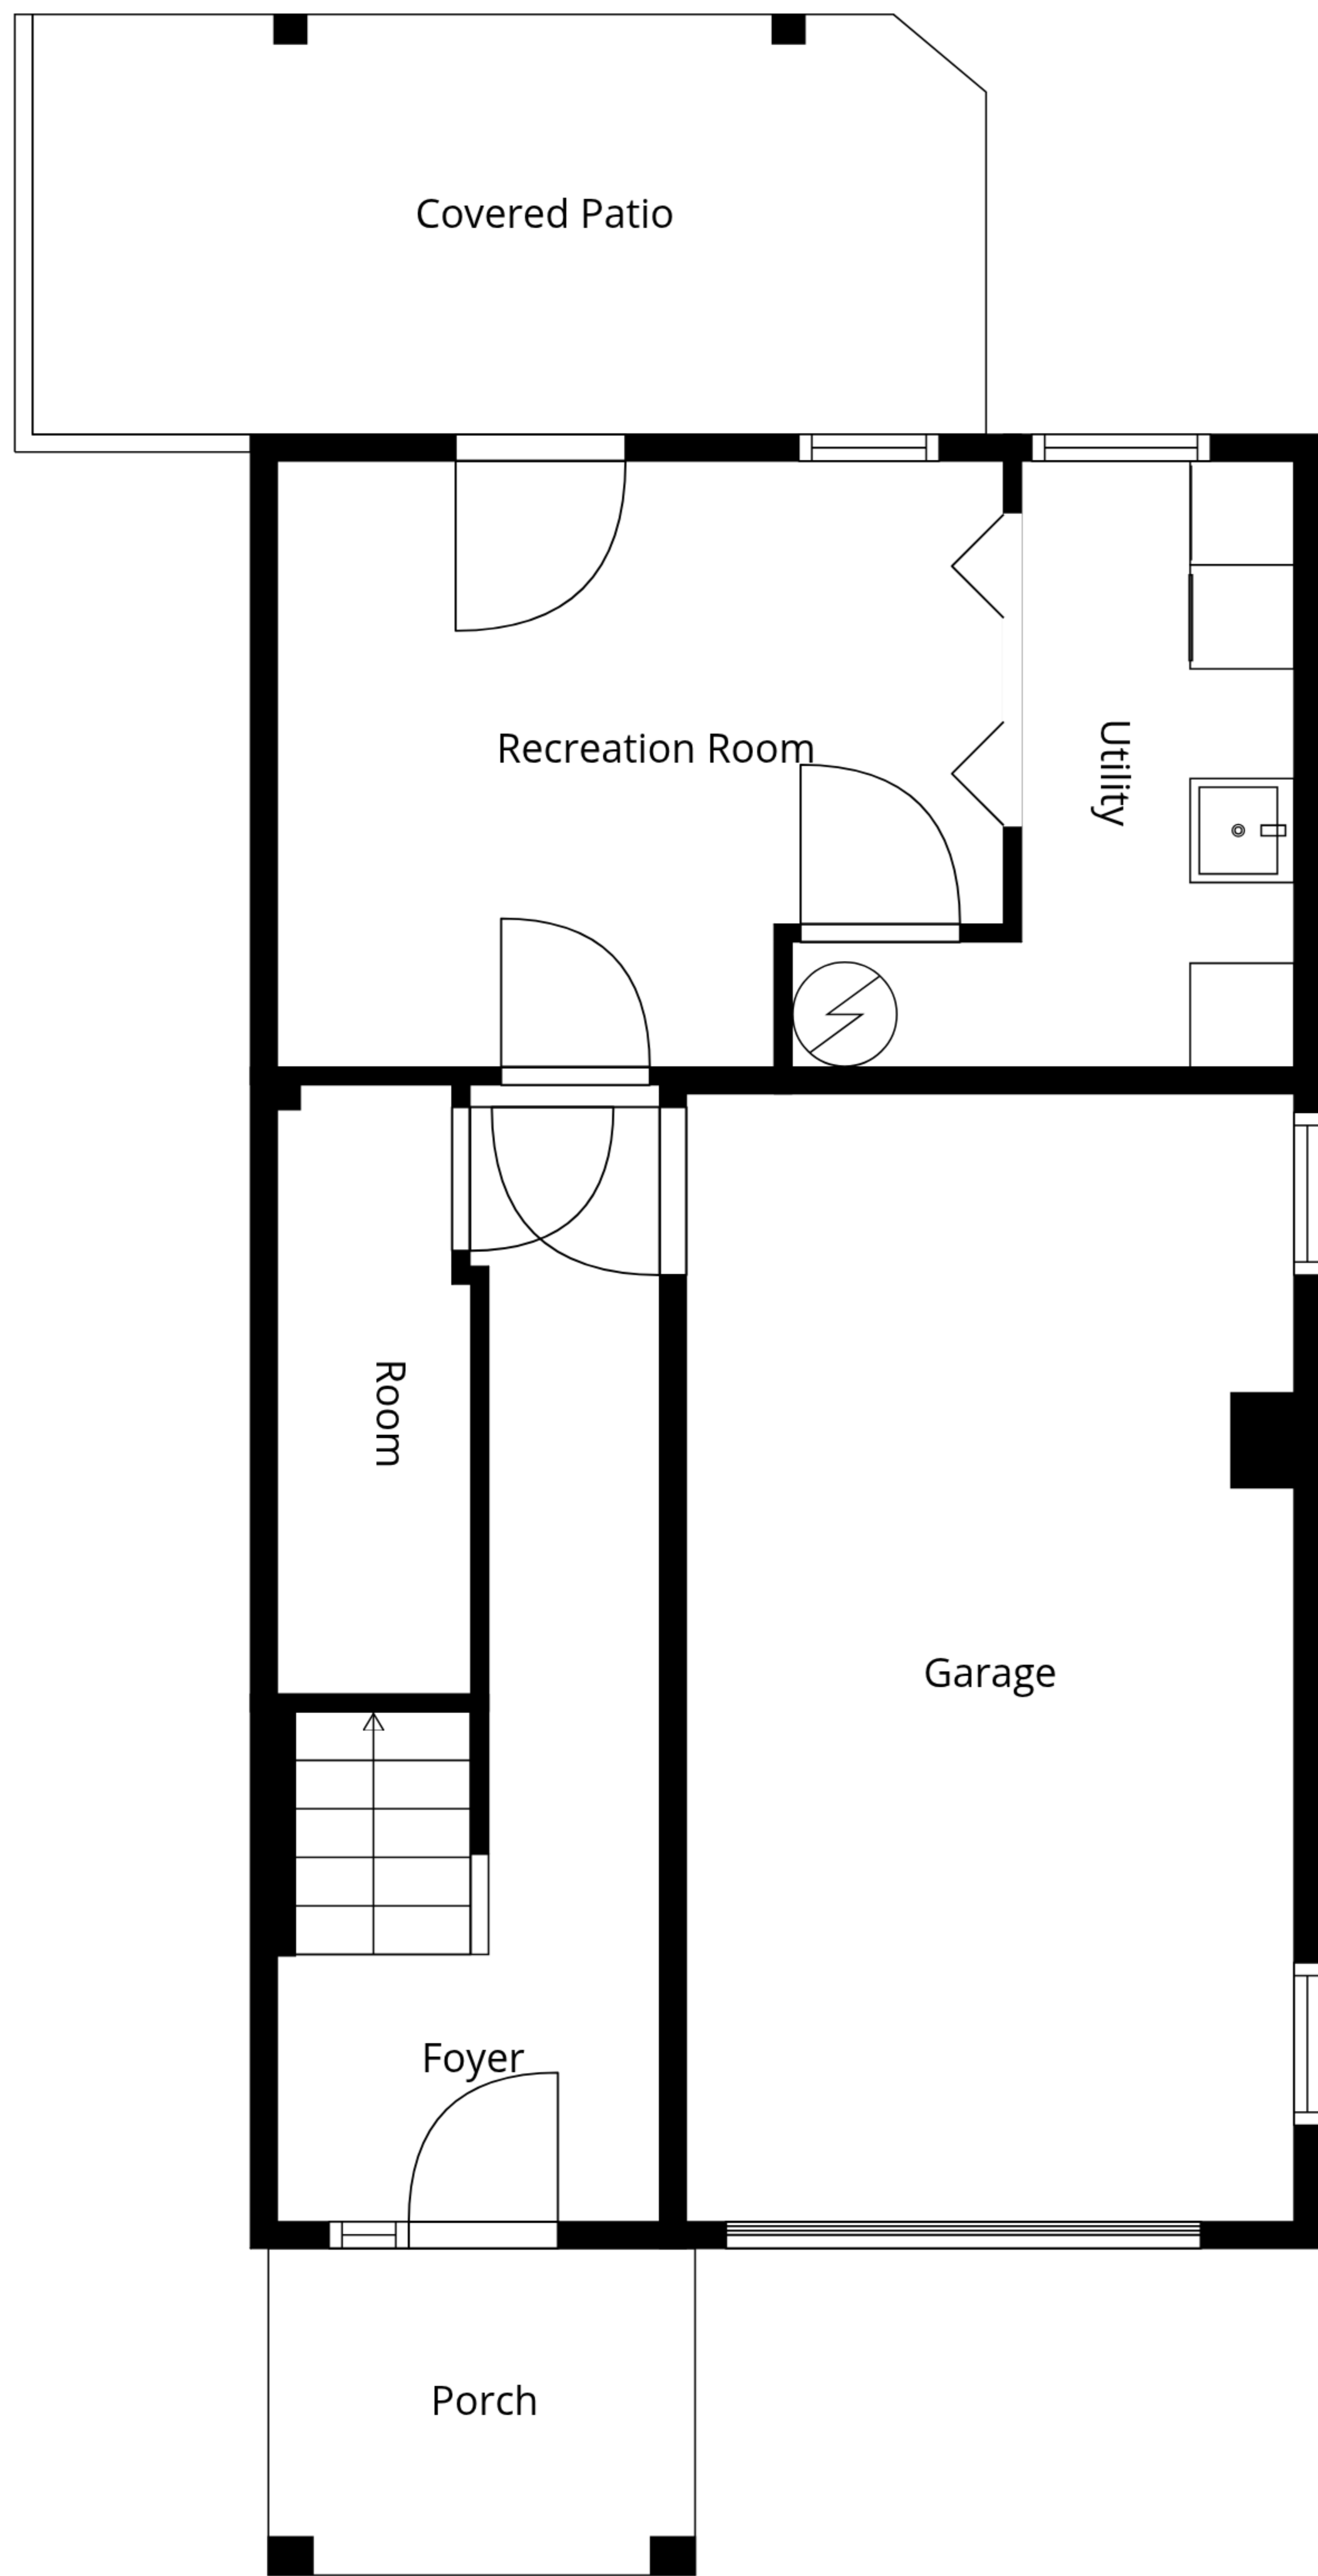 Covered Patio
Recreation Room
Utility
Room
Garage
Foyer
Porch